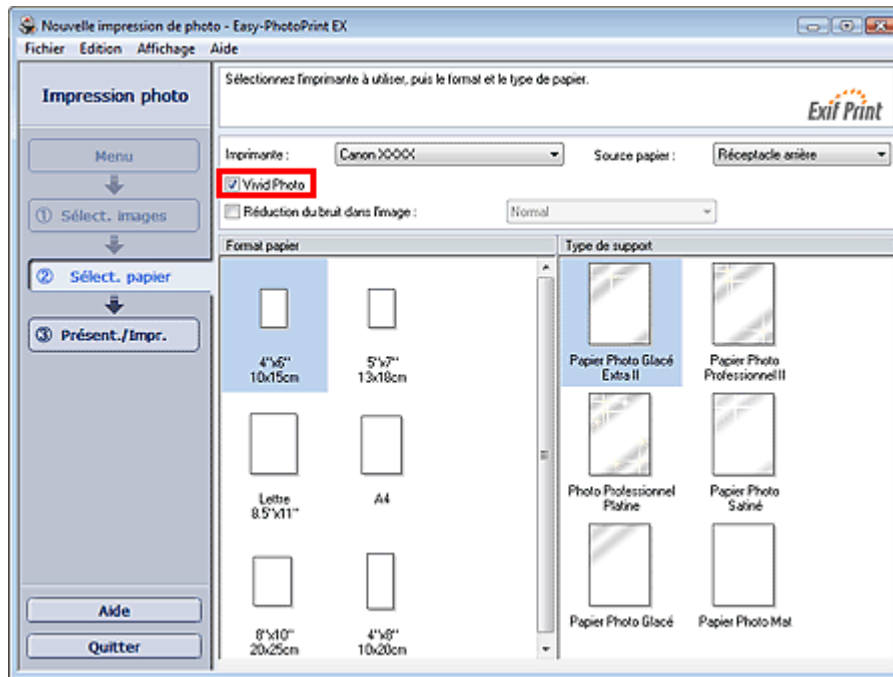 Nouvelle impression de photo - Easy-PhotoPrint EX
Fichier Edition Affichage Aide
Impression photo
Sélectionnez l'imprimante à utiliser, puis le format et le type de papier.
Exif Print
Menu
① Sélect. images
② Sélect. papier
③ Présent./Impr.
Imprimante : Canon XXXX Source papier : Réceptacle arrière
Vivid Photo
Réduction du bruit dans l'image : Normal
Format papier
4"x6"
10x15cm
5"x7"
13x18cm
Lettre
8.5"x11"
A4
8"x10"
20x25cm
4"x8"
10x20cm
Type de support
Papier Photo Glacé
Extra II
Papier Photo
Professionnel II
Photo Professionnel
Platine
Papier Photo
Satiné
Papier Photo Glacé
Papier Photo Mat
Aide
Quitter